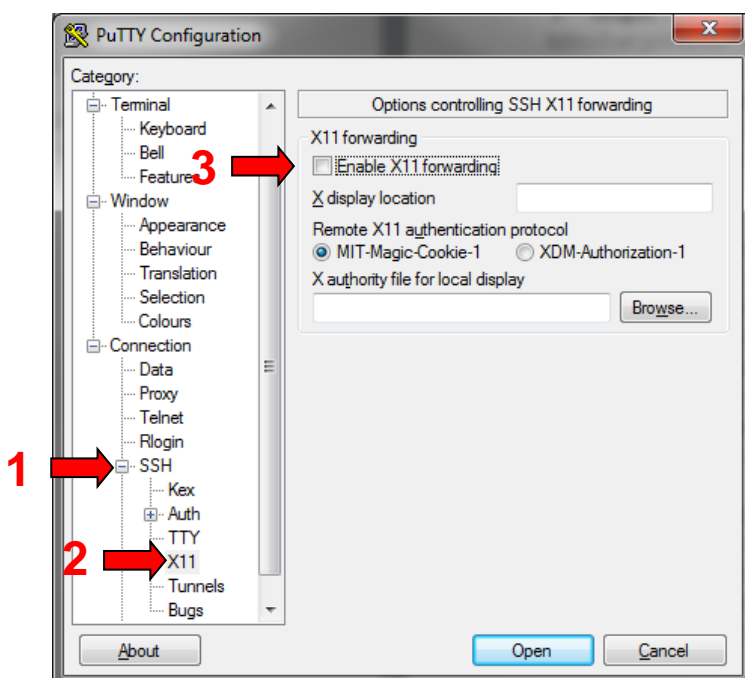 PuTTY Configuration
Category:
Terminal
Keyboard
Bell
Features
Window
Appearance
Behaviour
Translation
Selection
Colours
Connection
Data
Proxy
Telnet
Rlogin
1
SSH
Kex
Auth
TTY
2
X11
Tunnels
Bugs
Options controlling SSH X11 forwarding
X11 forwarding
3
Enable X11 forwarding
X display location
Remote X11 authentication protocol
MIT-Magic-Cookie-1 XDM-Authorization-1
X authority file for local display
Browse...
About
Open
Cancel